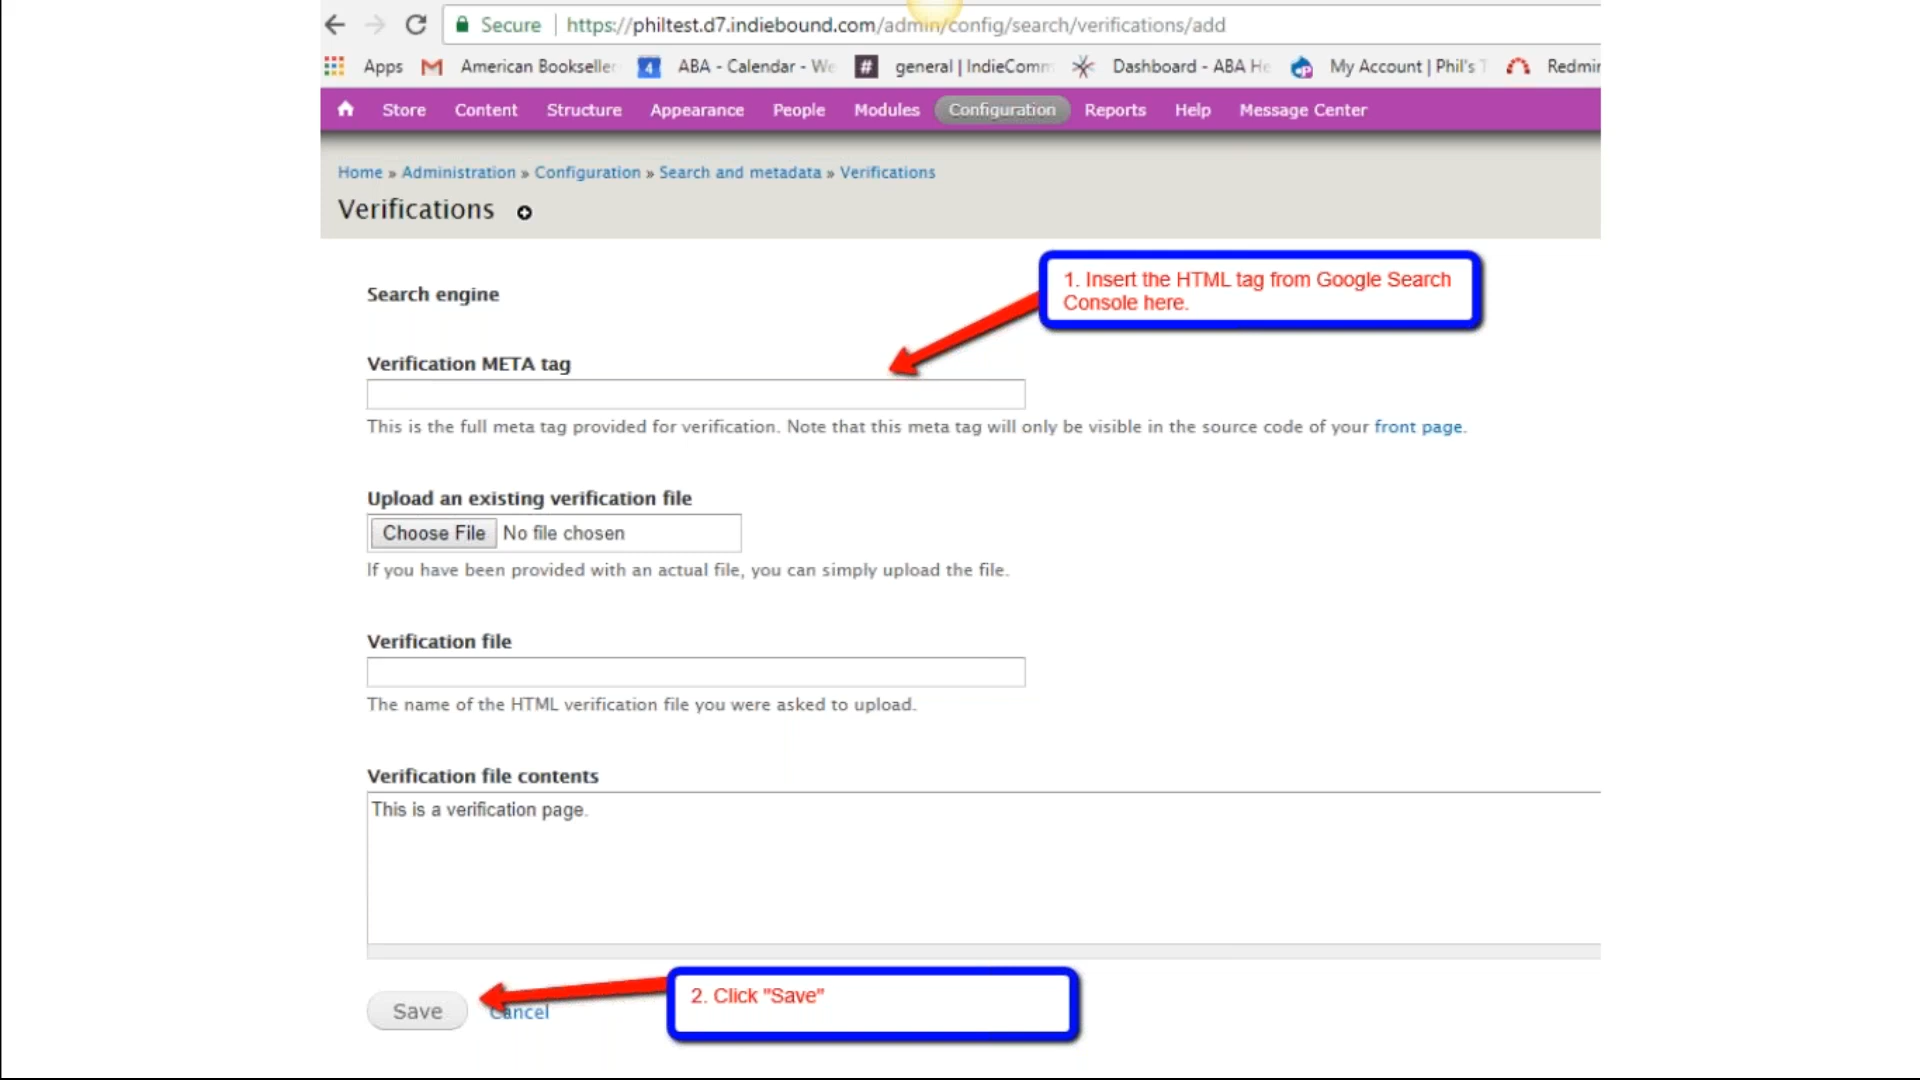 Secure https://philtest.d7.indiebound.com/admin/config/search/verifications/add
Apps American Bookseller 4 ABA - Calendar - We # general | IndieComm Dashboard - ABA He My Account | Phil's T Redmin
Store Content Structure Appearance People Modules Configuration Reports Help Message Center
Home » Administration » Configuration » Search and metadata » Verifications
Verifications
1. Insert the HTML tag from Google Search
Console here.
Search engine
Verification META tag
This is the full meta tag provided for verification. Note that this meta tag will only be visible in the source code of your front page.
Upload an existing verification file
Choose File No file chosen
If you have been provided with an actual file, you can simply upload the file.
Verification file
The name of the HTML verification file you were asked to upload.
Verification file contents
This is a verification page.
2. Click "Save"
Save Cancel